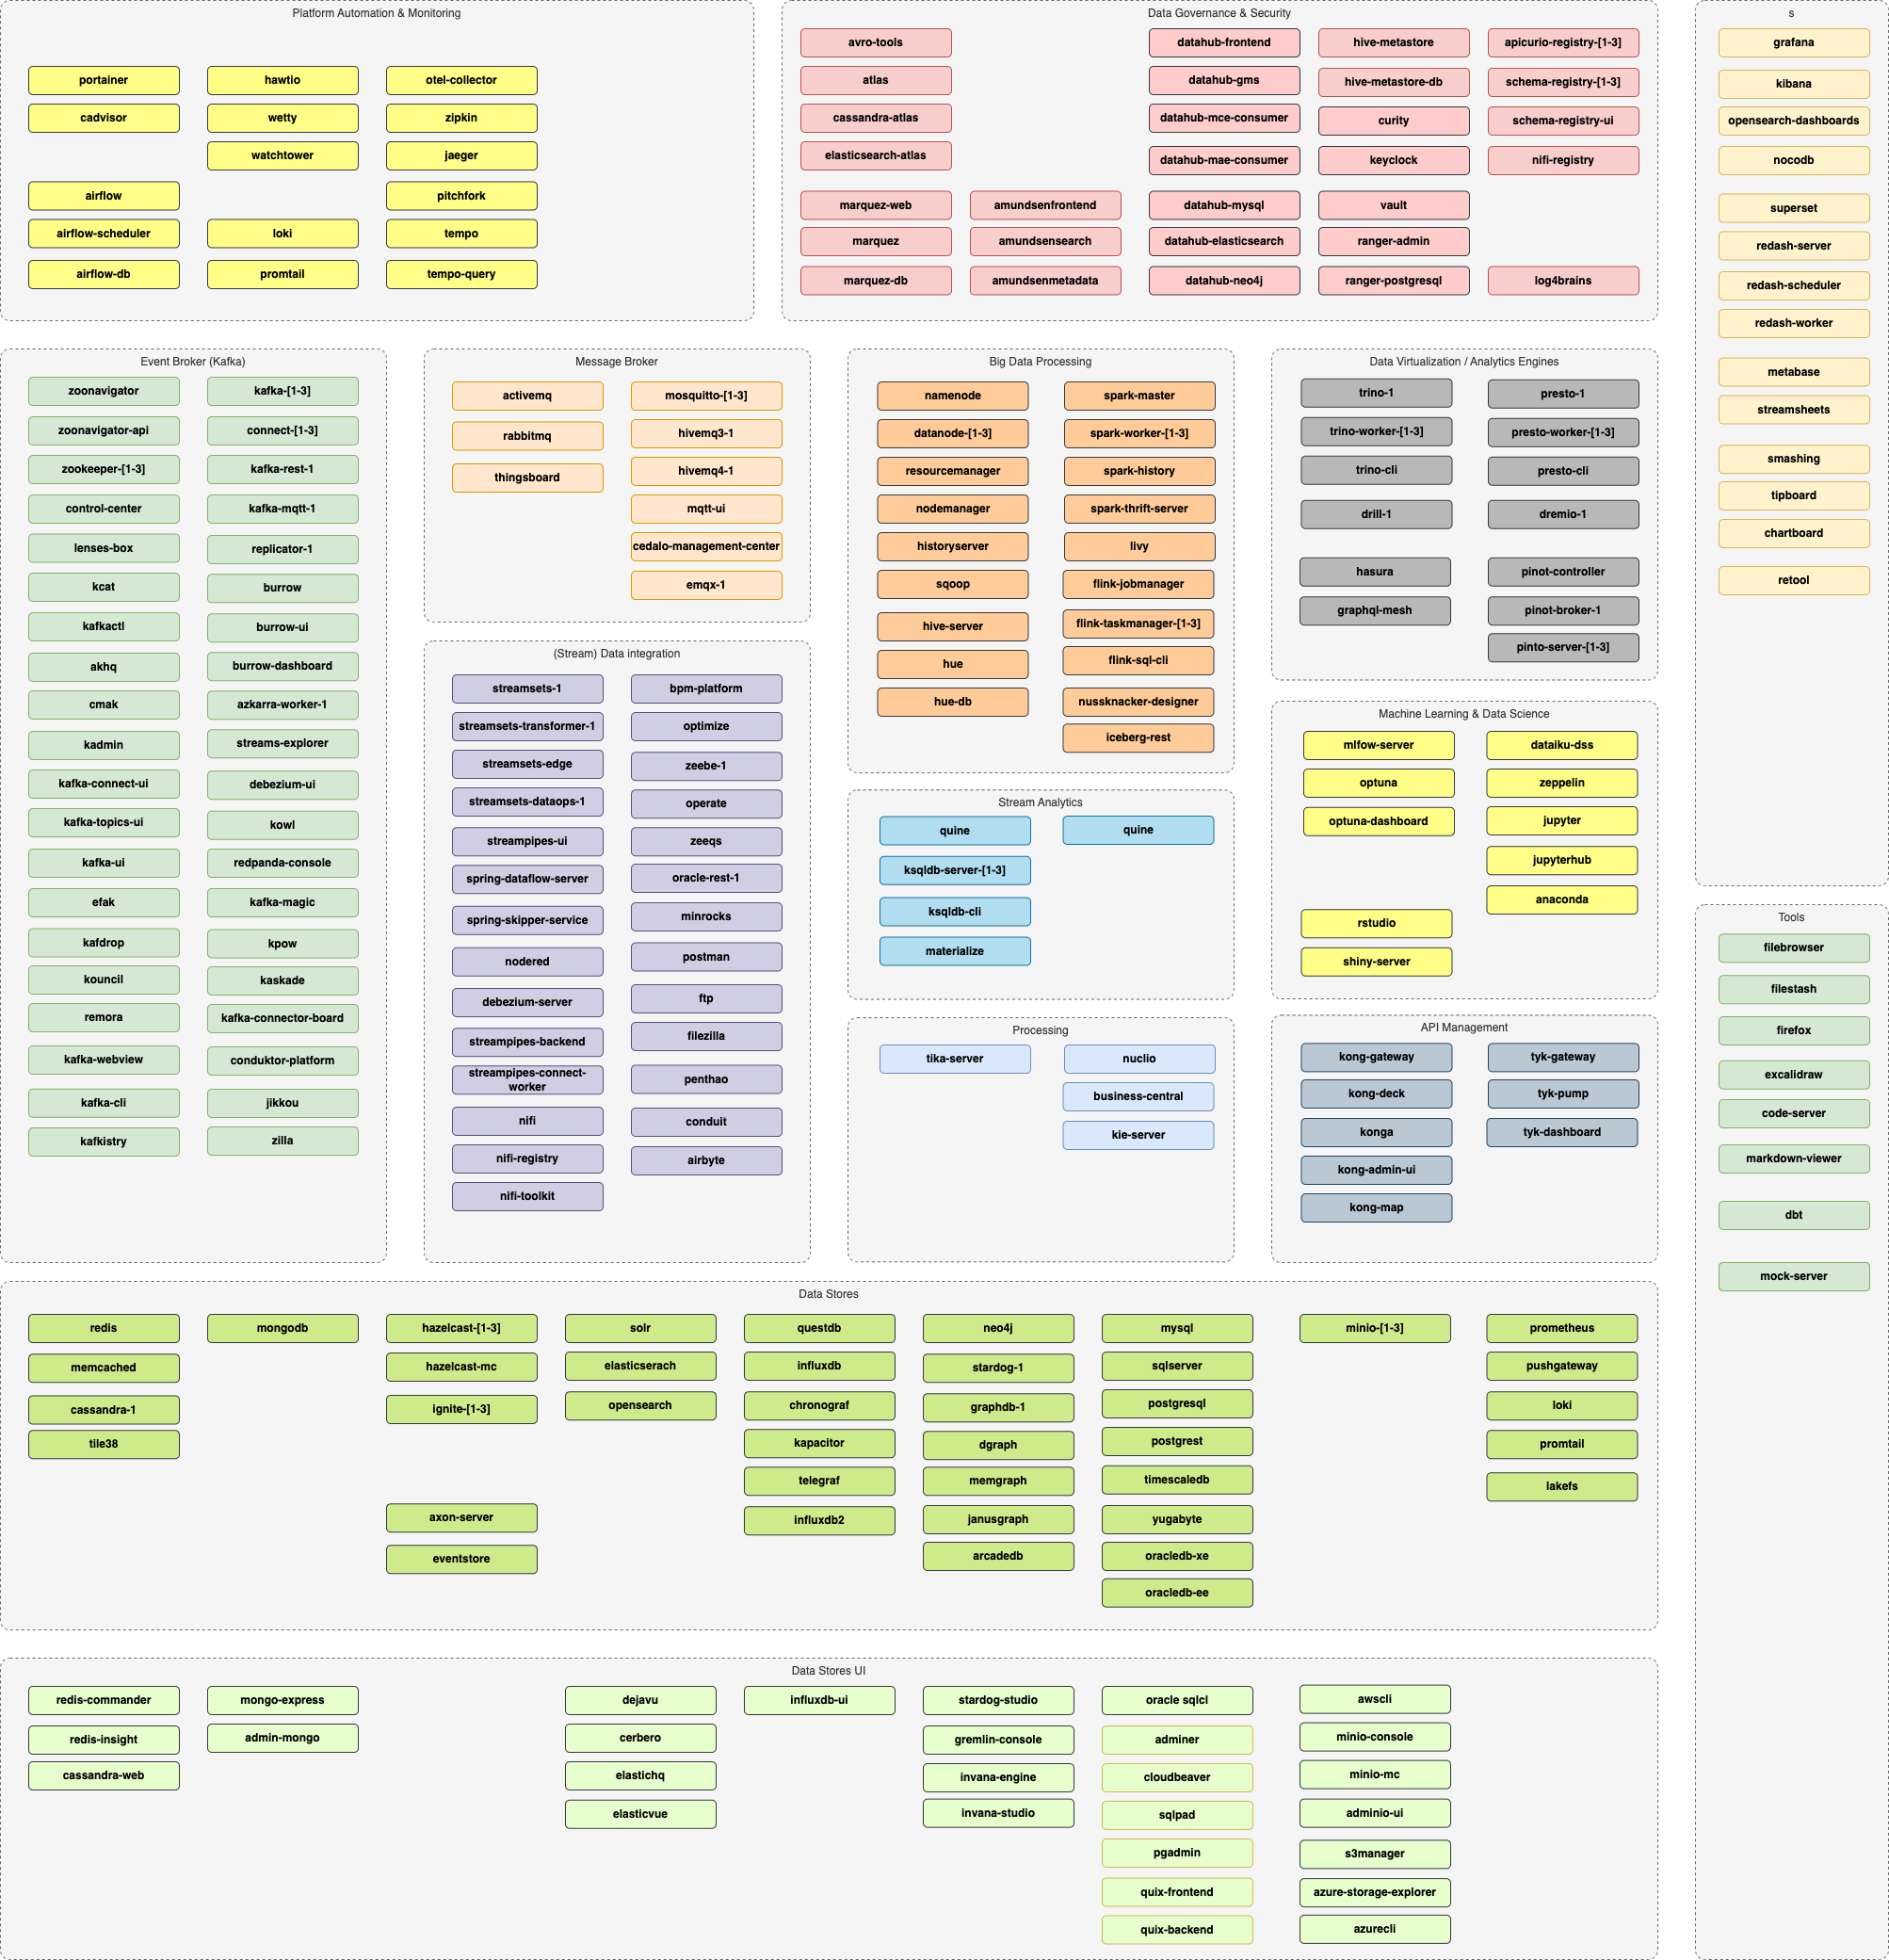 Platform Automation & Monitoring
portainer
cadvisor
airflow
airflow-scheduler
airflow-db
hawtio
wetty
watchtower
loki
promtail
otel-collector
zipkin
jaeger
pitchfork
tempo
tempo-query
Data Governance & Security
avro-tools
atlas
cassandra-atlas
elasticsearch-atlas
marquez-web
marquez
marquez-db
amundsenfrontend
amundsensearch
amundsenmetadata
datahub-frontend
datahub-gms
datahub-mce-consumer
datahub-mae-consumer
datahub-mysql
datahub-elasticsearch
datahub-neo4j
hive-metastore
hive-metastore-db
curity
keyclock
vault
ranger-admin
ranger-postgresql
apicurio-registry-[1-3]
schema-registry-[1-3]
schema-registry-ui
nifi-registry
log4brains
s
grafana
kibana
opensearch-dashboards
nocodb
superset
redash-server
redash-scheduler
redash-worker
metabase
streamsheets
smashing
tipboard
chartboard
retool
Event Broker (Kafka)
zoonavigator
zoonavigator-api
zookeeper-[1-3]
control-center
lenses-box
kcat
kafkactl
akhq
cmak
kadmin
kafka-connect-ui
kafka-topics-ui
kafka-ui
efak
kafdrop
kouncil
remora
kafka-webview
kafka-cli
kafkistry
kafka-[1-3]
connect-[1-3]
kafka-rest-1
kafka-mqtt-1
replicator-1
burrow
burrow-ui
burrow-dashboard
azkarra-worker-1
streams-explorer
debezium-ui
kowl
redpanda-console
kafka-magic
kpow
kaskade
kafka-connector-board
conduktor-platform
jikkou
zilla
Message Broker
activemq
rabbitmq
thingsboard
mosquitto-[1-3]
hivemq3-1
hivemq4-1
mqtt-ui
cedalo-management-center
emqx-1
(Stream) Data integration
streamsets-1
streamsets-transformer-1
streamsets-edge
streamsets-dataops-1
streampipes-ui
spring-dataflow-server
spring-skipper-service
nodered
debezium-server
streampipes-backend
streampipes-connect-
worker
nifi
nifi-registry
nifi-toolkit
bpm-platform
optimize
zeebe-1
operate
zeeqs
oracle-rest-1
minrocks
postman
ftp
filezilla
penthao
conduit
airbyte
Big Data Processing
namenode
datanode-[1-3]
resourcemanager
nodemanager
historyserver
sqoop
hive-server
hue
hue-db
spark-master
spark-worker-[1-3]
spark-history
spark-thrift-server
livy
flink-jobmanager
flink-taskmanager-[1-3]
flink-sql-cli
nussknacker-designer
iceberg-rest
Stream Analytics
quine
ksqldb-server-[1-3]
ksqldb-cli
materialize
quine
Processing
tika-server
nuclio
business-central
kie-server
Data Virtualization / Analytics Engines
trino-1
trino-worker-[1-3]
trino-cli
drill-1
hasura
graphql-mesh
presto-1
presto-worker-[1-3]
presto-cli
dremio-1
pinot-controller
pinot-broker-1
pinto-server-[1-3]
Machine Learning & Data Science
mlfow-server
optuna
optuna-dashboard
rstudio
shiny-server
dataiku-dss
zeppelin
jupyter
jupyterhub
anaconda
API Management
kong-gateway
kong-deck
konga
kong-admin-ui
kong-map
tyk-gateway
tyk-pump
tyk-dashboard
Tools
filebrowser
filestash
firefox
excalidraw
code-server
markdown-viewer
dbt
mock-server
Data Stores
redis
memcached
cassandra-1
tile38
mongodb
hazelcast-[1-3]
hazelcast-mc
ignite-[1-3]
axon-server
eventstore
solr
elasticserach
opensearch
questdb
influxdb
chronograf
kapacitor
telegraf
influxdb2
neo4j
stardog-1
graphdb-1
dgraph
memgraph
janusgraph
arcadedb
mysql
sqlserver
postgresql
postgrest
timescaledb
yugabyte
oracledb-xe
oracledb-ee
minio-[1-3]
prometheus
pushgateway
loki
promtail
lakefs
Data Stores UI
redis-commander
redis-insight
cassandra-web
mongo-express
admin-mongo
dejavu
cerbero
elastichq
elasticvue
influxdb-ui
stardog-studio
gremlin-console
invana-engine
invana-studio
oracle sqlcl
adminer
cloudbeaver
sqlpad
pgadmin
quix-frontend
quix-backend
awscli
minio-console
minio-mc
adminio-ui
s3manager
azure-storage-explorer
azurecli